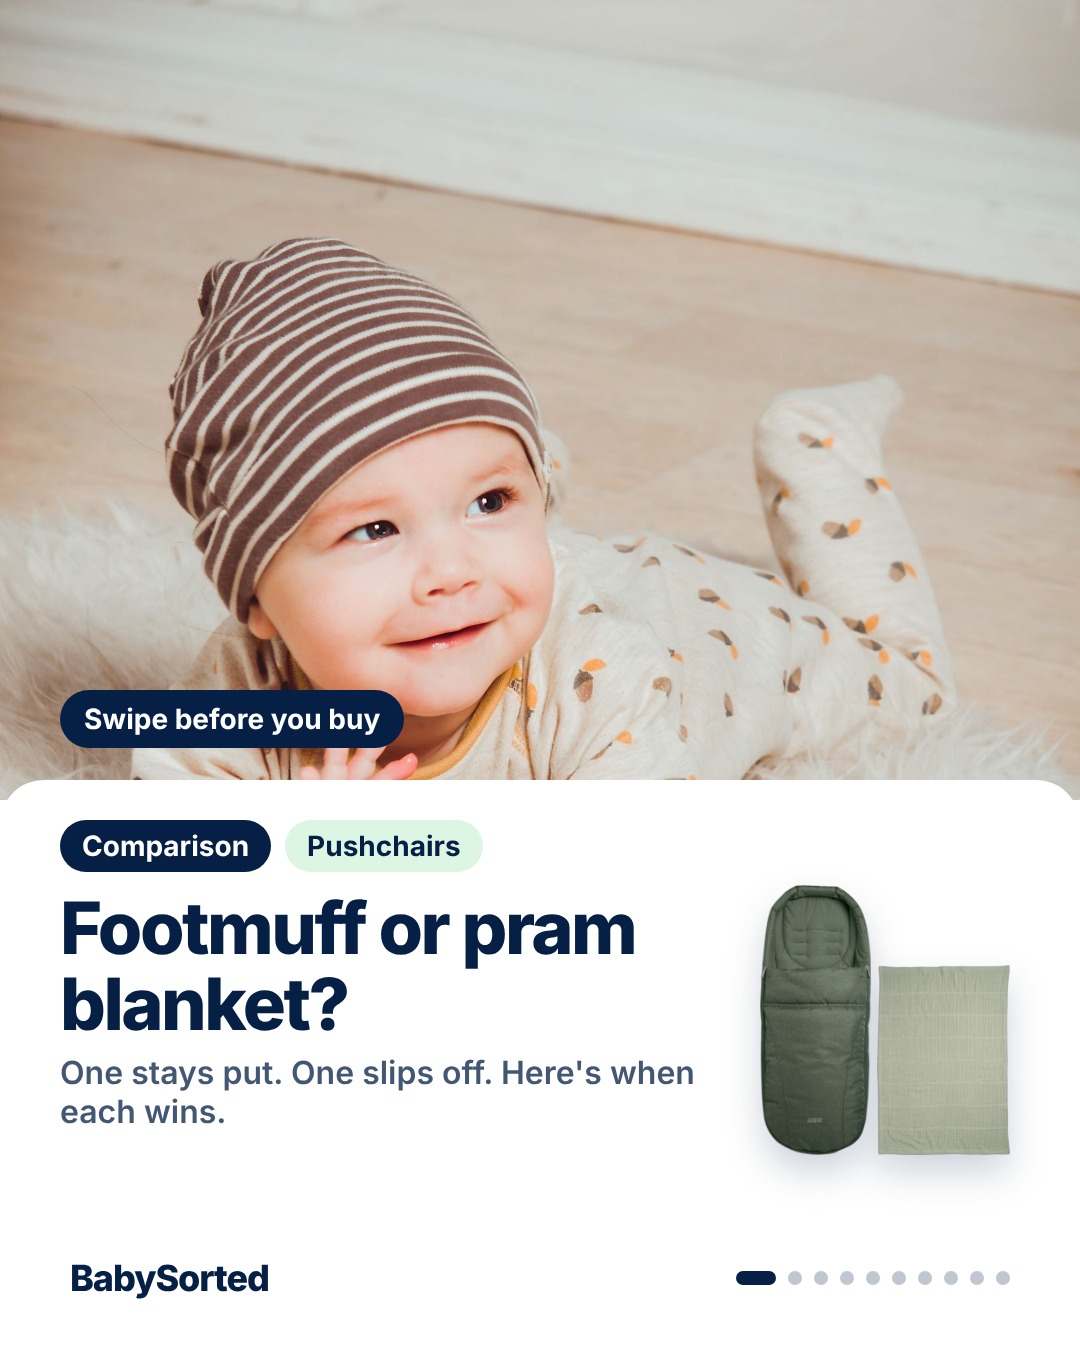 Swipe before you buy
Comparison
Pushchairs
Footmuff or pram
blanket?
One stays put. One slips off. Here's when
each wins.
BabySorted